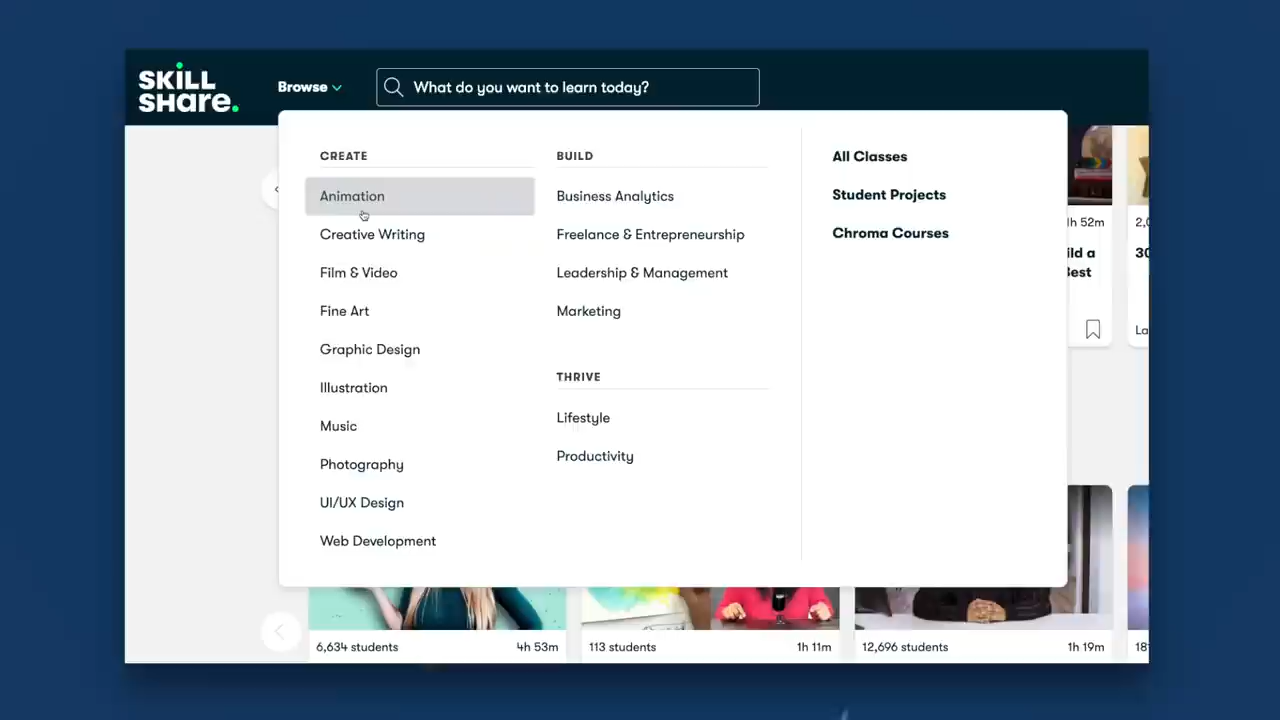 SKILL
SHARE.
Browse
What do you want to learn today?
CREATE
Animation
Creative Writing
Film & Video
Fine Art
Graphic Design
Illustration
Music
Photography
UI/UX Design
Web Development
BUILD
Business Analytics
Freelance & Entrepreneurship
Leadership & Management
Marketing
THRIVE
Lifestyle
Productivity
All Classes
Student Projects
Chroma Courses
1h 52m
ild a
Best
6,634 students
4h 53m
113 students
1h 11m
12,696 students
1h 19m